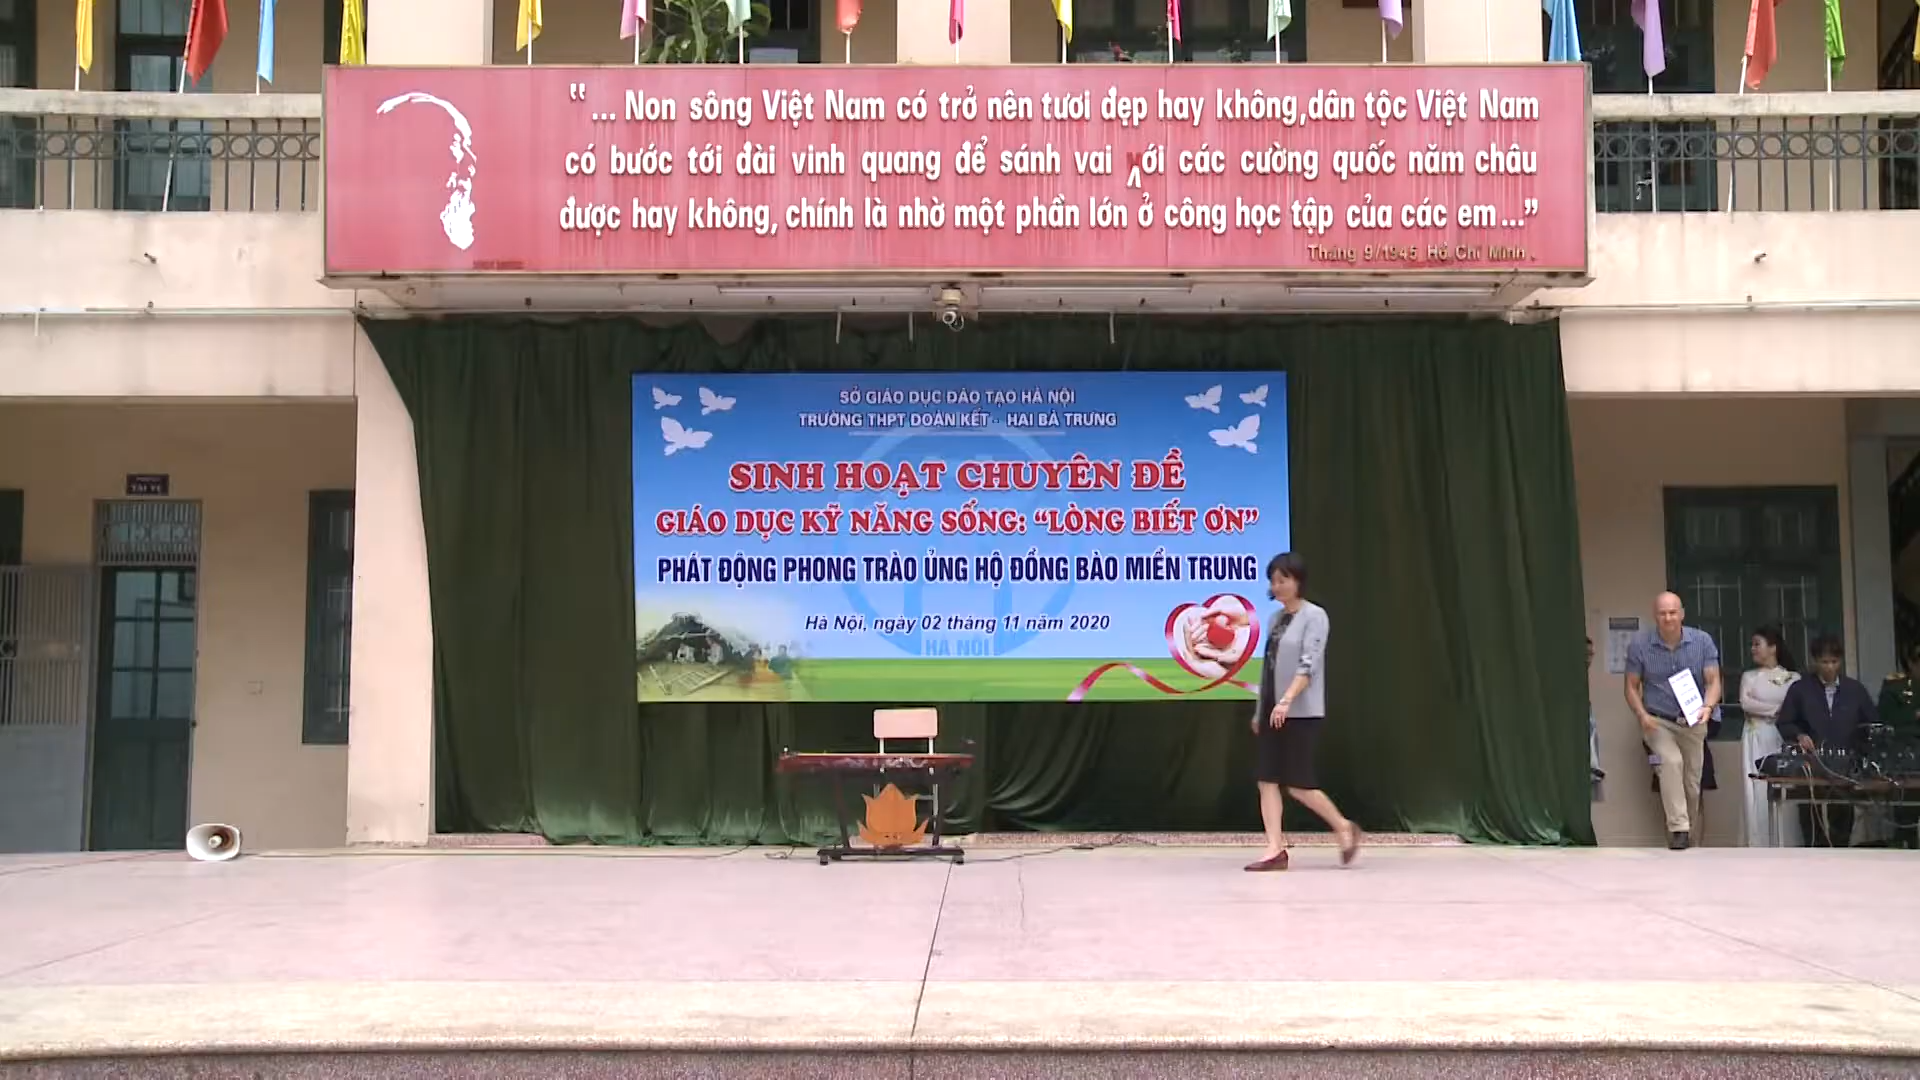 “... Non sông Việt Nam có trở nên tươi đẹp hay không,dân tộc Việt Nam
có bước tới đài vinh quang để sánh vai với các cường quốc năm châu
được hay không, chính là nhờ một phần lớn ở công học tập của các em...”
Tháng 9/1945 Hồ Chí Minh.
SỞ GIÁO DỤC ĐÀO TẠO HÀ NỘI
TRƯỜNG THPT ĐOÀN KẾT - HAI BÀ TRƯNG
SINH HOẠT CHUYÊN ĐỀ
GIÁO DỤC KỸ NĂNG SỐNG: “LÒNG BIẾT ƠN”
PHÁT ĐỘNG PHONG TRÀO ỦNG HỘ ĐỒNG BÀO MIỀN TRUNG
Hà Nội, ngày 02 tháng 11 năm 2020
HÀ NỘI